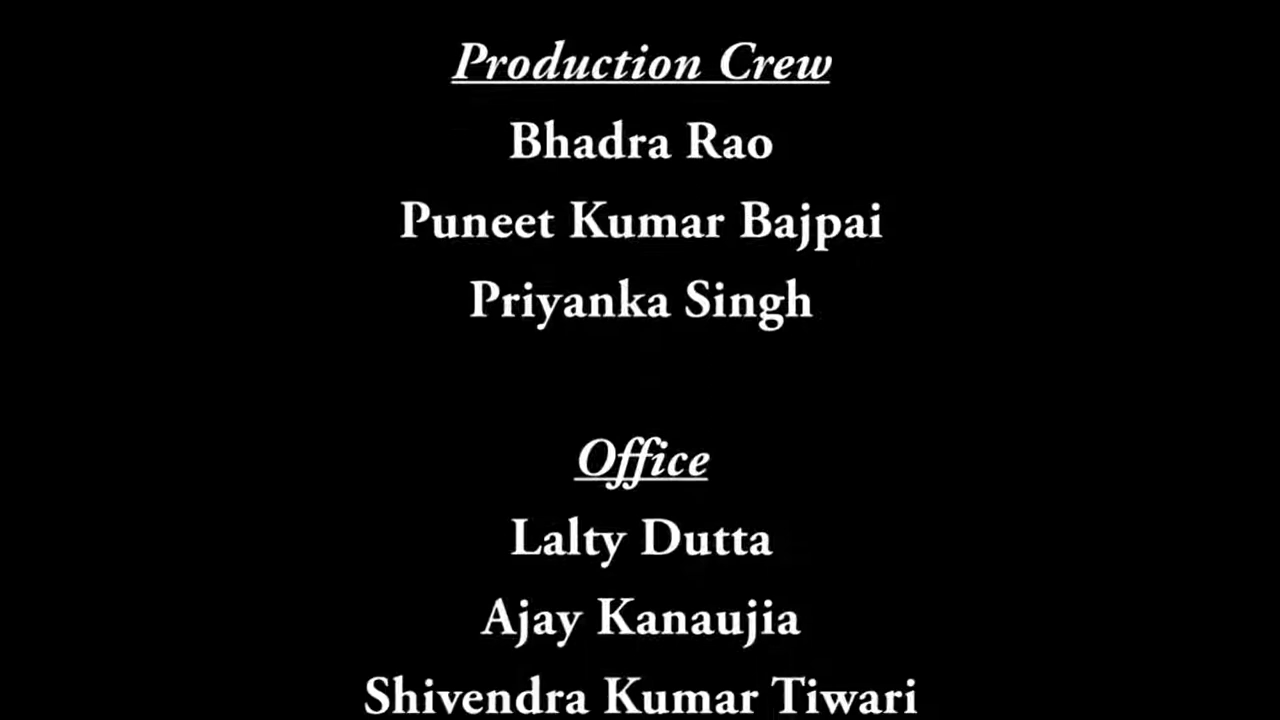 Production Crew
Bhadra Rao
Puneet Kumar Bajpai
Priyanka Singh
Office
Lalty Dutta
Ajay Kanaujia
Shivendra Kumar Tiwari